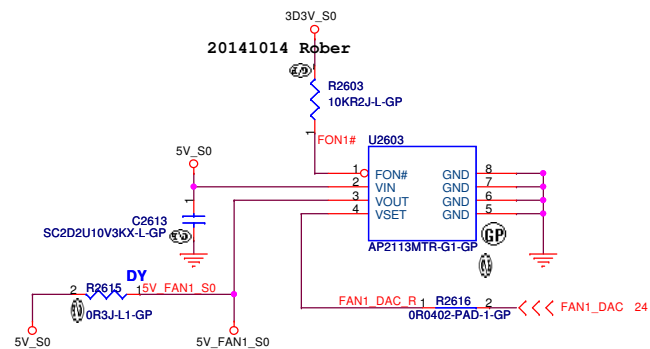 3D3V_S0
20141014 Rober
R2603
10KR2J-L-GP
1
FON1#
U2603
5V_S0
1 FON# GND 8
2 VIN GND 7
3 VOUT GND 6
4 VSET GND 5
1
C2613
SC2D2U10V3KX-L-GP
GP
AP2113MTR-G1-GP
DY
2 R2615 1 5V_FAN1_S0
0R3J-L1-GP
FAN1_DAC_R 1 R2616 2 FAN1_DAC 24
0R0402-PAD-1-GP
5V_S0
5V_FAN1_S0